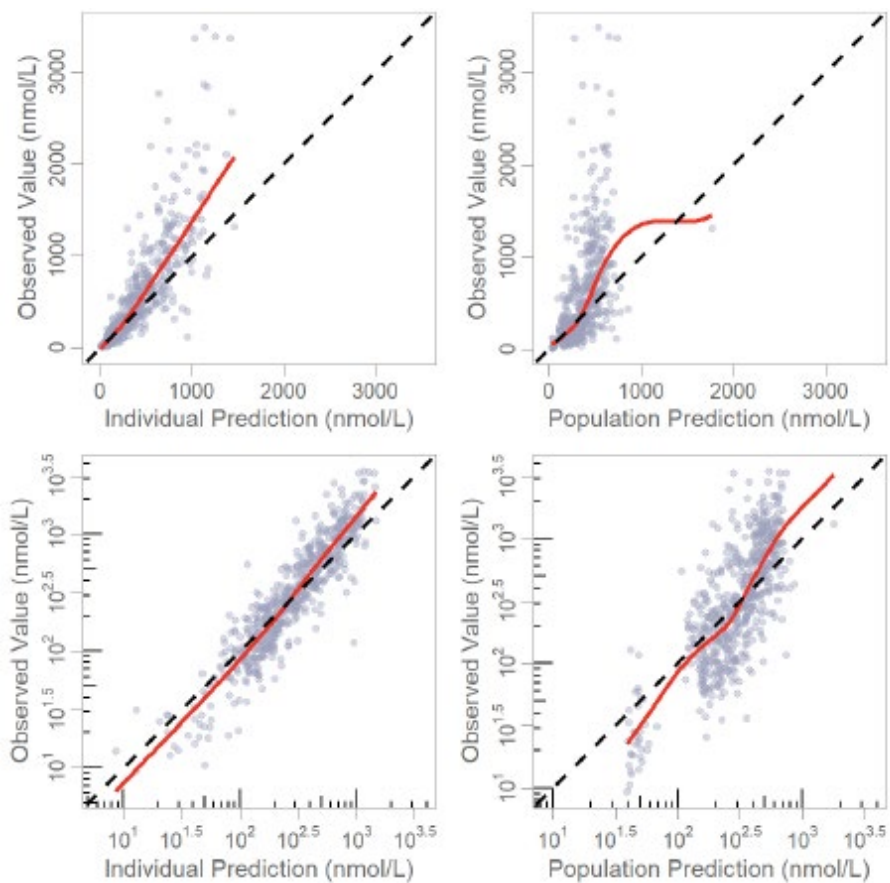 Observed Value (nmol/L)
3000
2000
1000
0
0 1000 2000 3000
Individual Prediction (nmol/L)
Observed Value (nmol/L)
3000
2000
1000
0
0 1000 2000 3000
Population Prediction (nmol/L)
Observed Value (nmol/L)
10^3.5
10^3
10^2.5
10^2
10^1.5
10^1
10^1 10^1.5 10^2 10^2.5 10^3 10^3.5
Individual Prediction (nmol/L)
Observed Value (nmol/L)
10^3.5
10^3
10^2.5
10^2
10^1.5
10^1
10^1 10^1.5 10^2 10^2.5 10^3 10^3.5
Population Prediction (nmol/L)